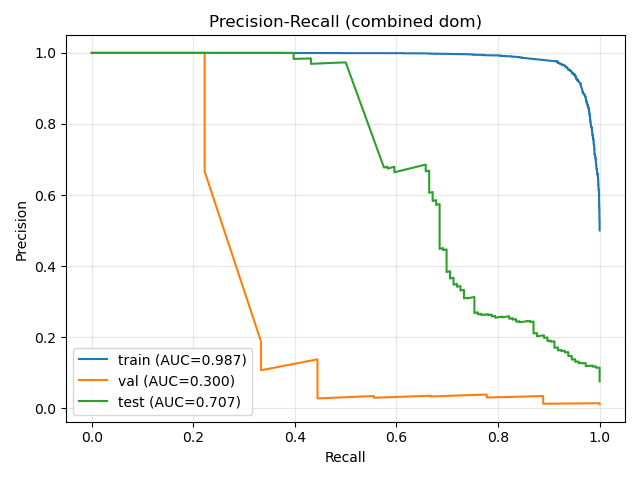 Precision-Recall (combined dom)
Precision
1.0
0.8
0.6
0.4
0.2
0.0
train (AUC=0.987)
val (AUC=0.300)
test (AUC=0.707)
0.0 0.2 0.4 0.6 0.8 1.0
Recall